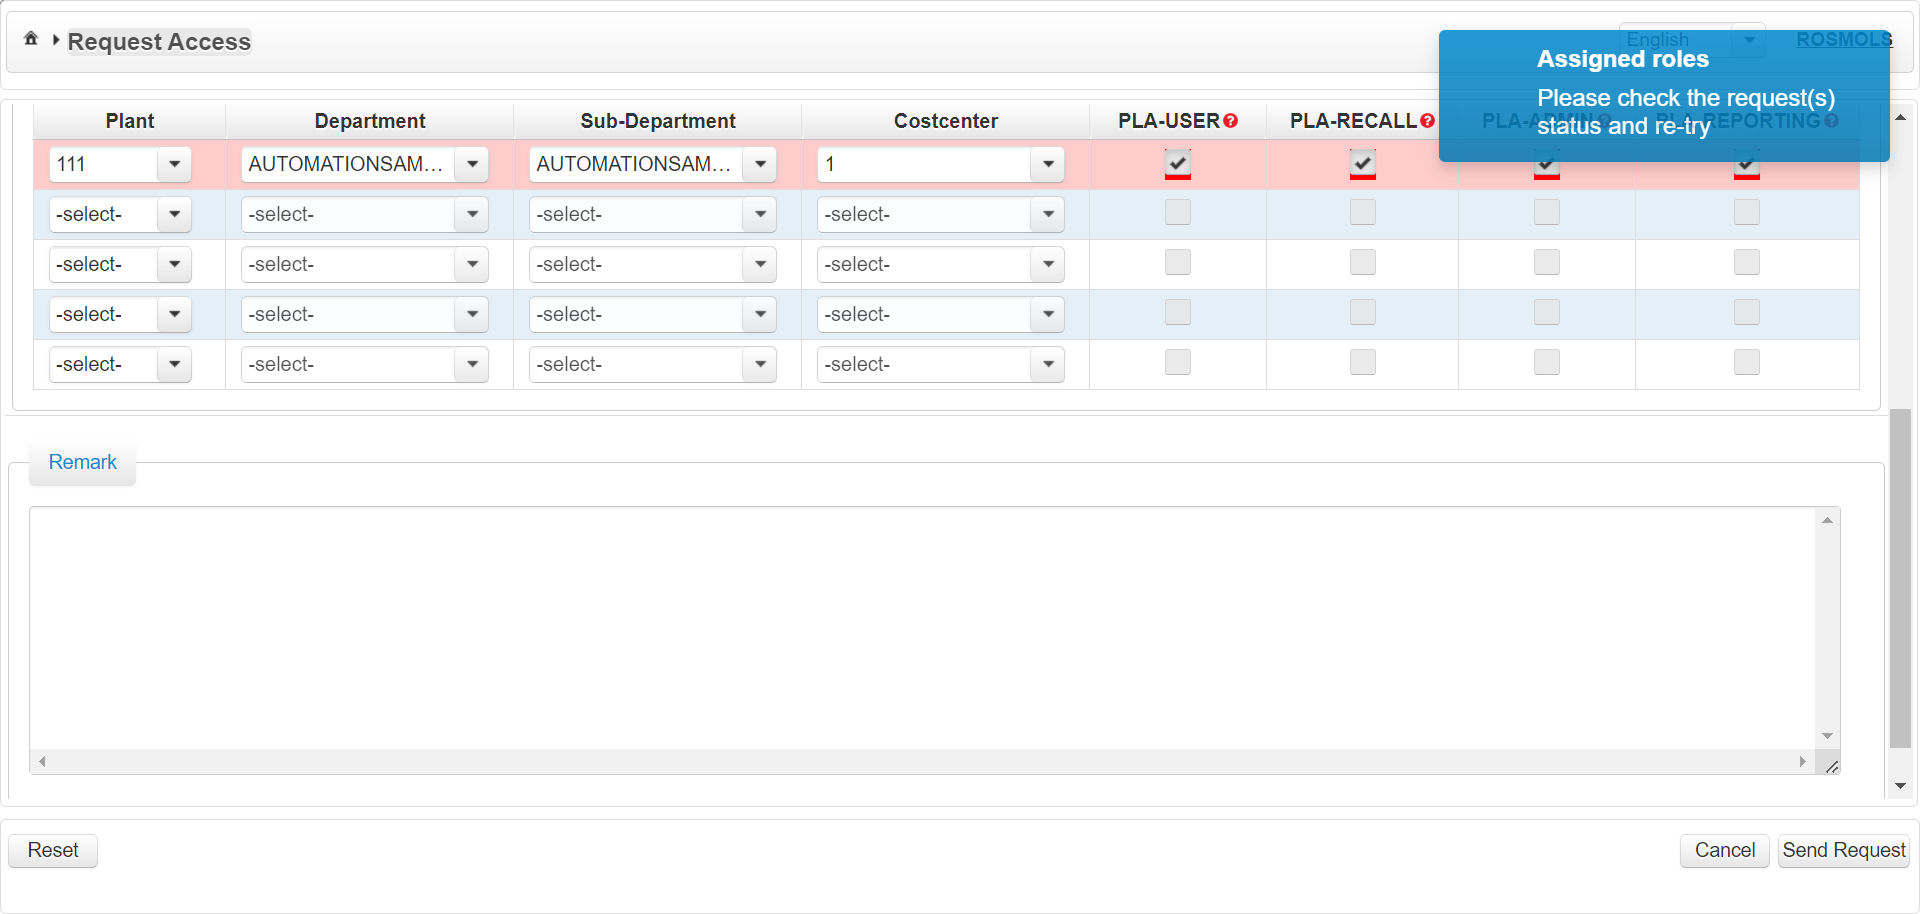 Request Access
English
ROSMOLS
Assigned roles
Please check the request(s)
status and re-try
Plant Department Sub-Department Costcenter PLA-USER PLA-RECALL PLA-ADMIN PLA-REPORTING
111 AUTOMATIONSAM... AUTOMATIONSAM... 1
-select- -select- -select- -select-
-select- -select- -select- -select-
-select- -select- -select- -select-
-select- -select- -select- -select-
Remark
Reset Cancel Send Request